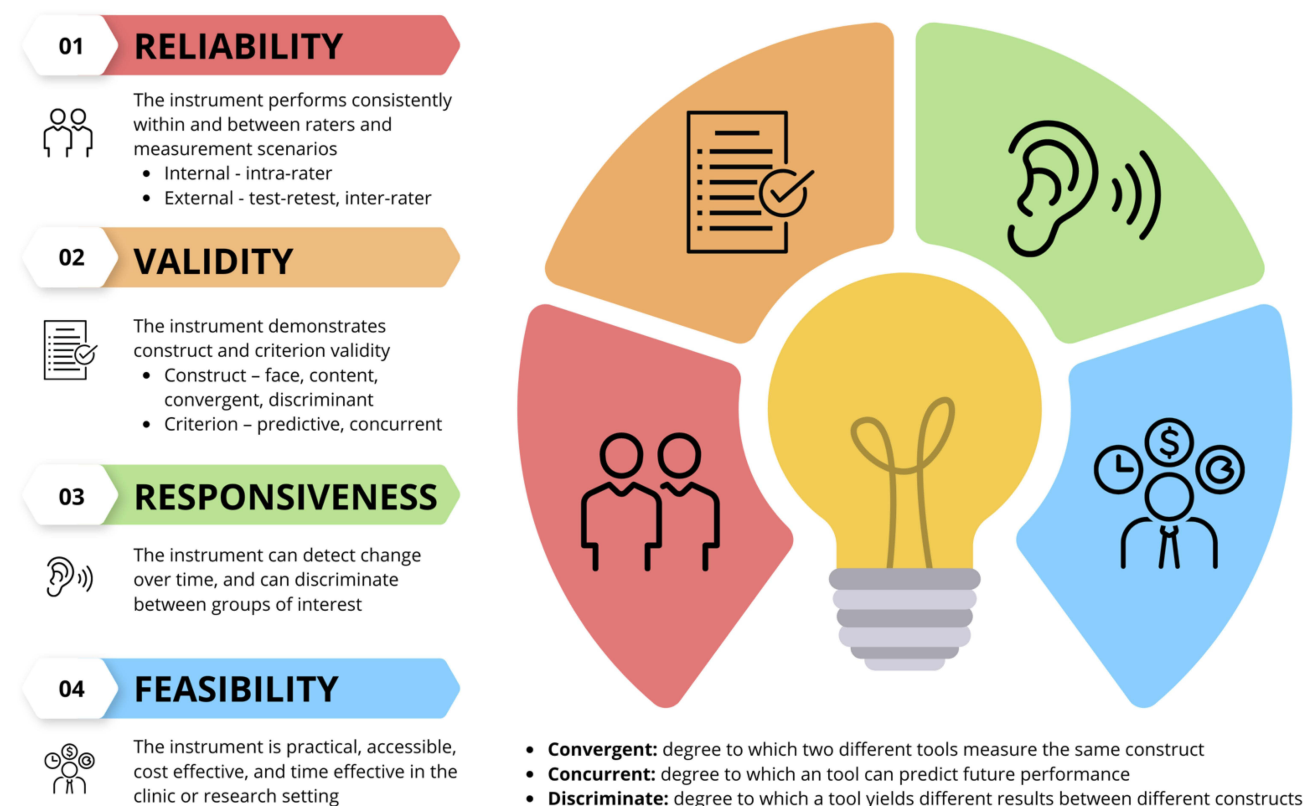 01 RELIABILITY
The instrument performs consistently
within and between raters and
measurement scenarios
• Internal - intra-rater
• External - test-retest, inter-rater
02 VALIDITY
The instrument demonstrates
construct and criterion validity
• Construct – face, content,
convergent, discriminant
• Criterion – predictive, concurrent
03 RESPONSIVENESS
The instrument can detect change
over time, and can discriminate
between groups of interest
04 FEASIBILITY
The instrument is practical, accessible,
cost effective, and time effective in the
clinic or research setting
• Convergent: degree to which two different tools measure the same construct
• Concurrent: degree to which an tool can predict future performance
• Discriminate: degree to which a tool yields different results between different constructs